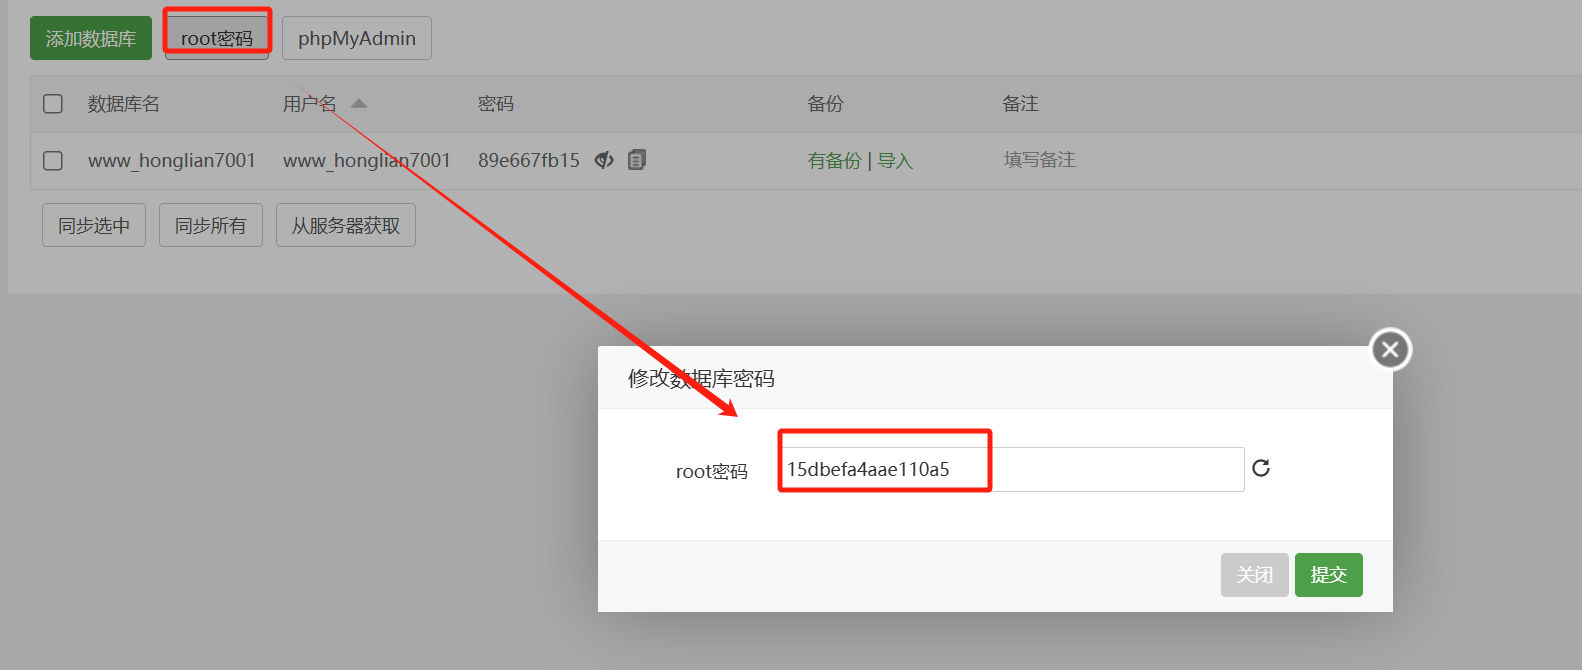 添加数据库 root密码 phpMyAdmin
数据库名 用户名 密码 备份 备注
www_honglian7001 www_honglian7001 89e667fb15 有备份 | 导入 填写备注
同步选中 同步所有 从服务器获取
修改数据库密码
root密码 15dbefa4aae110a5
关闭 提交